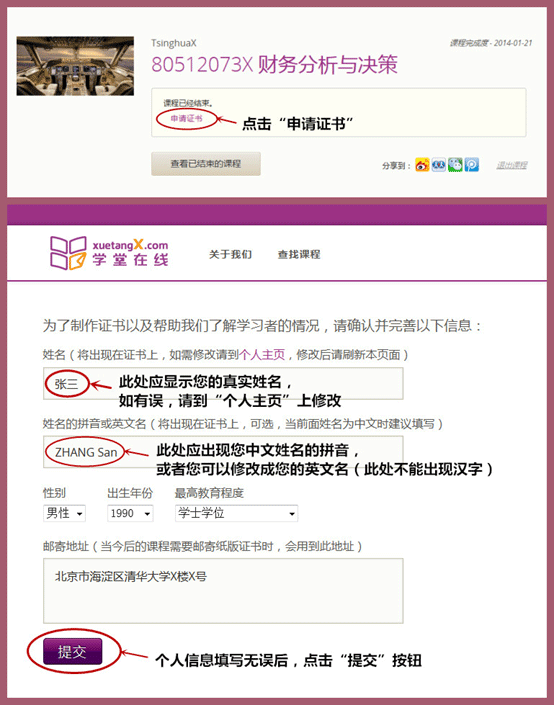 TsinghuaX
课程完成度 - 2014-01-21
80512073X 财务分析与决策
课程已经结束。
申请证书
点击“申请证书”
查看已结束的课程
分享到：
退出课程
xuetangX.com
学堂在线
关于我们 查找课程
为了制作证书以及帮助我们了解学习者的情况，请确认并完善以下信息：
姓名（将出现在证书上，如需修改请到个人主页，修改后请刷新本页面）
张三
此处应显示您的真实姓名，
如有误，请到“个人主页”上修改
姓名的拼音或英文名（将出现在证书上，可选，当前面姓名为中文时建议填写）
ZHANG San
此处应出现您中文姓名的拼音，
或者您可以修改成您的英文名（此处不能出现汉字）
性别 出生年份 最高教育程度
男性 1990 学士学位
邮寄地址（当今后的课程需要邮寄纸版证书时，会用到此地址）
北京市海淀区清华大学X楼X号
提交
个人信息填写无误后，点击“提交”按钮